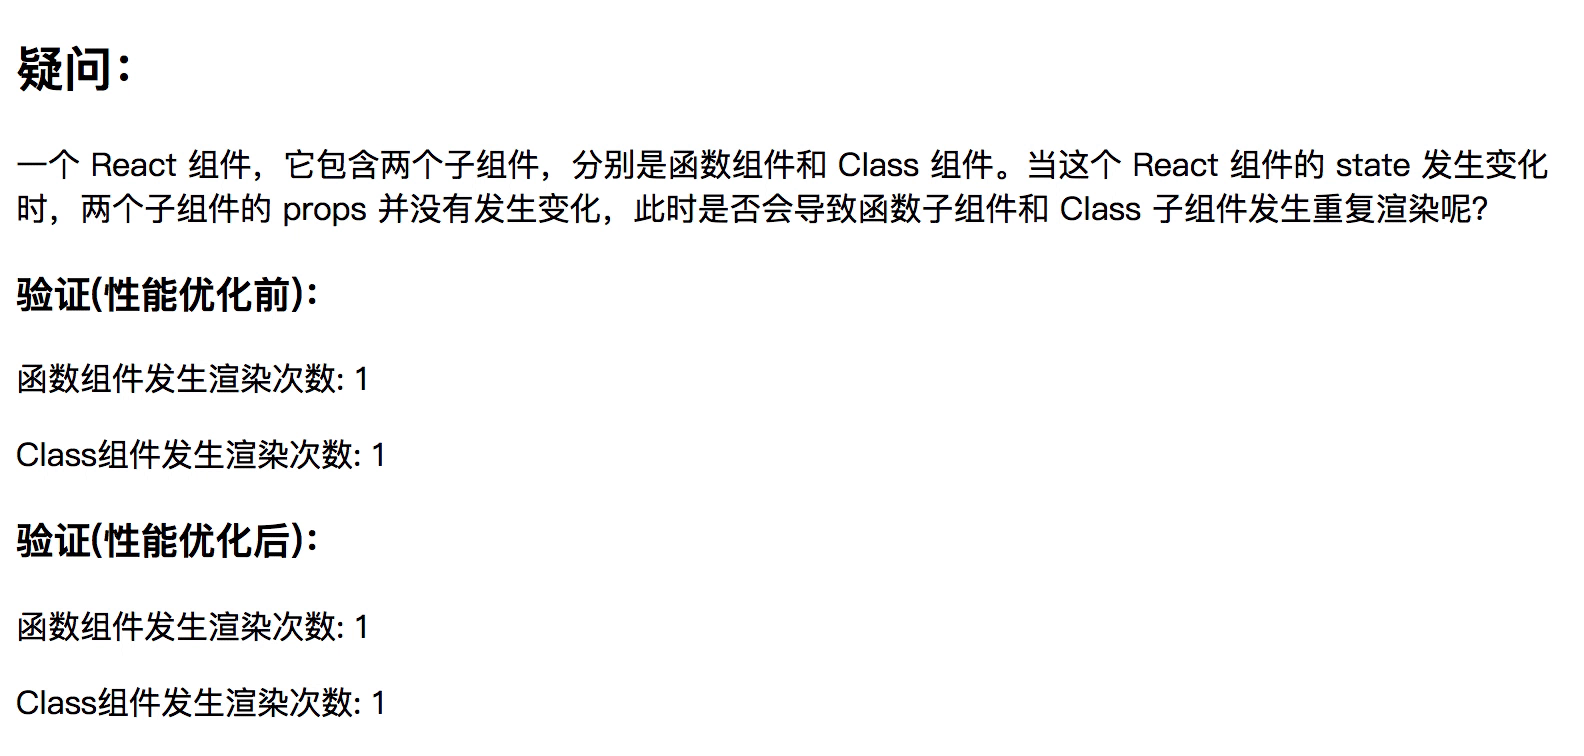 疑问：
一个 React 组件，它包含两个子组件，分别是函数组件和 Class 组件。当这个 React 组件的 state 发生变化
时，两个子组件的 props 并没有发生变化，此时是否会导致函数子组件和 Class 子组件发生重复渲染呢？
验证(性能优化前)：
函数组件发生渲染次数: 1
Class组件发生渲染次数: 1
验证(性能优化后)：
函数组件发生渲染次数: 1
Class组件发生渲染次数: 1